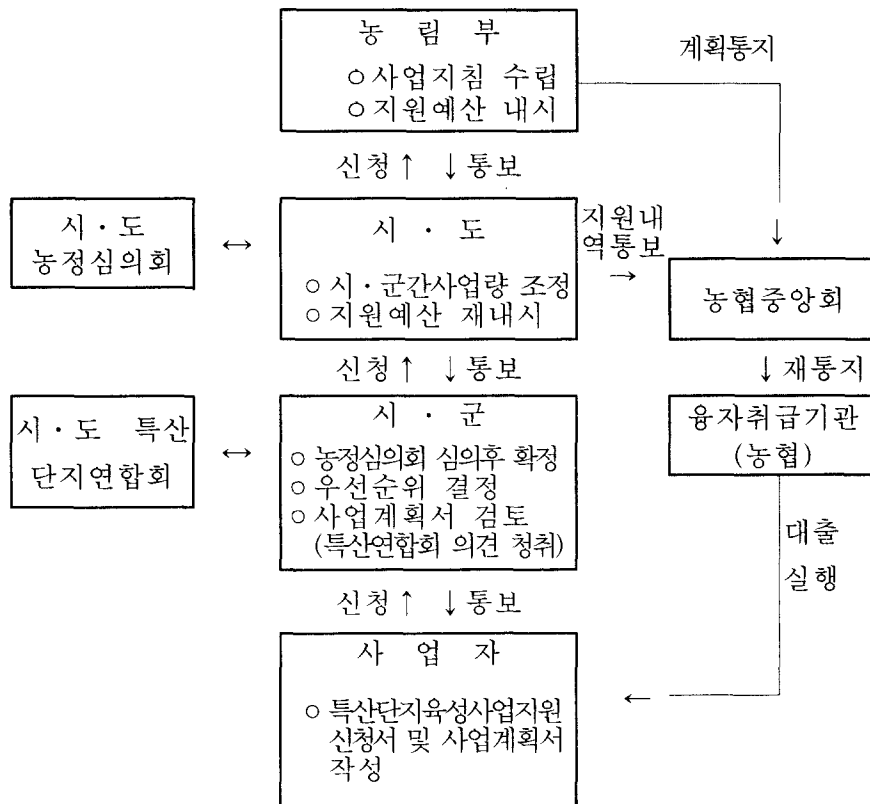 농 림 부
○ 사업지침 수립
○ 지원예산 내시
계획통지
신청↑ ↓통보
시 · 도
농정심의회
↔
시 · 도
○ 시 · 군간사업량 조정
○ 지원예산 재내시
지원내
역통보
→
↓
농협중앙회
신청↑ ↓통보
↓재통지
시 · 도 특산
단지연합회
↔
시 · 군
○ 농정심의회 심의후 확정
○ 우선순위 결정
○ 사업계획서 검토
(특산연합회 의견 청취)
융자취급기관
(농협)
대출
실행
신청↑ ↓통보
사 업 자
○ 특산단지육성사업지원
신청서 및 사업계획서
작성
←